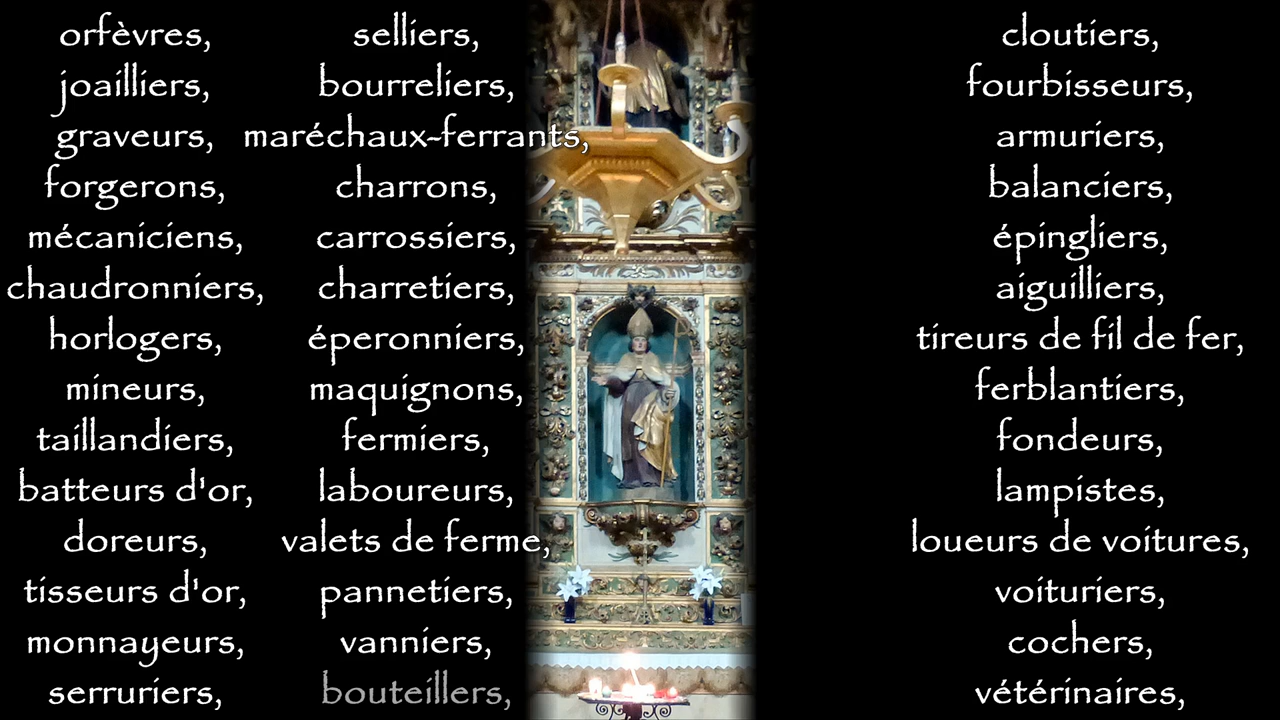 orfèvres,
joailliers,
graveurs,
forgerons,
mécaniciens,
chaudronniers,
horlogers,
mineurs,
taillandiers,
batteurs d'or,
doreurs,
tisseurs d'or,
monnayeurs,
serruriers,
selliers,
bourreliers,
maréchaux-ferrants,
charrons,
carrossiers,
charretiers,
éperonniers,
maquignons,
fermiers,
laboureurs,
valets de ferme,
pannetiers,
vanniers,
bouteillers,
cloutiers,
fourbisseurs,
armuriers,
balanciers,
épingliers,
aiguilliers,
tireurs de fil de fer,
ferblantiers,
fondeurs,
lampistes,
loueurs de voitures,
voituriers,
cochers,
vétérinaires,